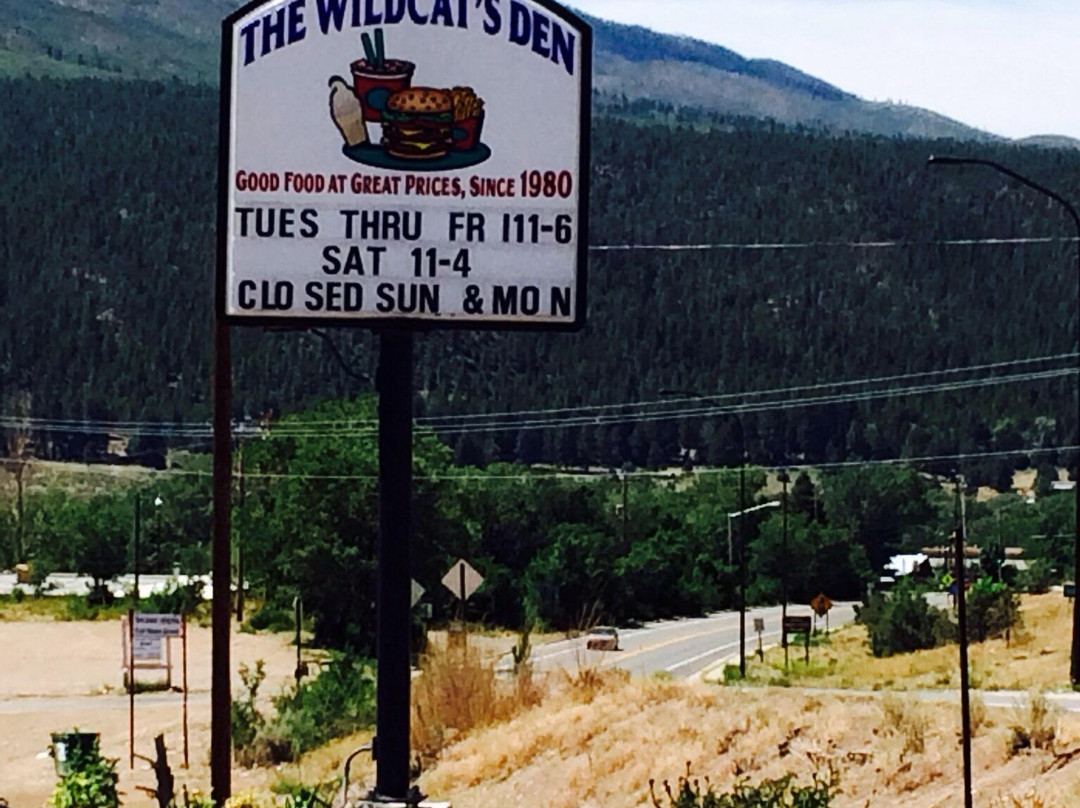 THE WILDCAT'S DEN
GOOD FOOD AT GREAT PRICES, SINCE 1980
TUES THRU FR I11-6
SAT 11-4
CLO SED SUN & MO N